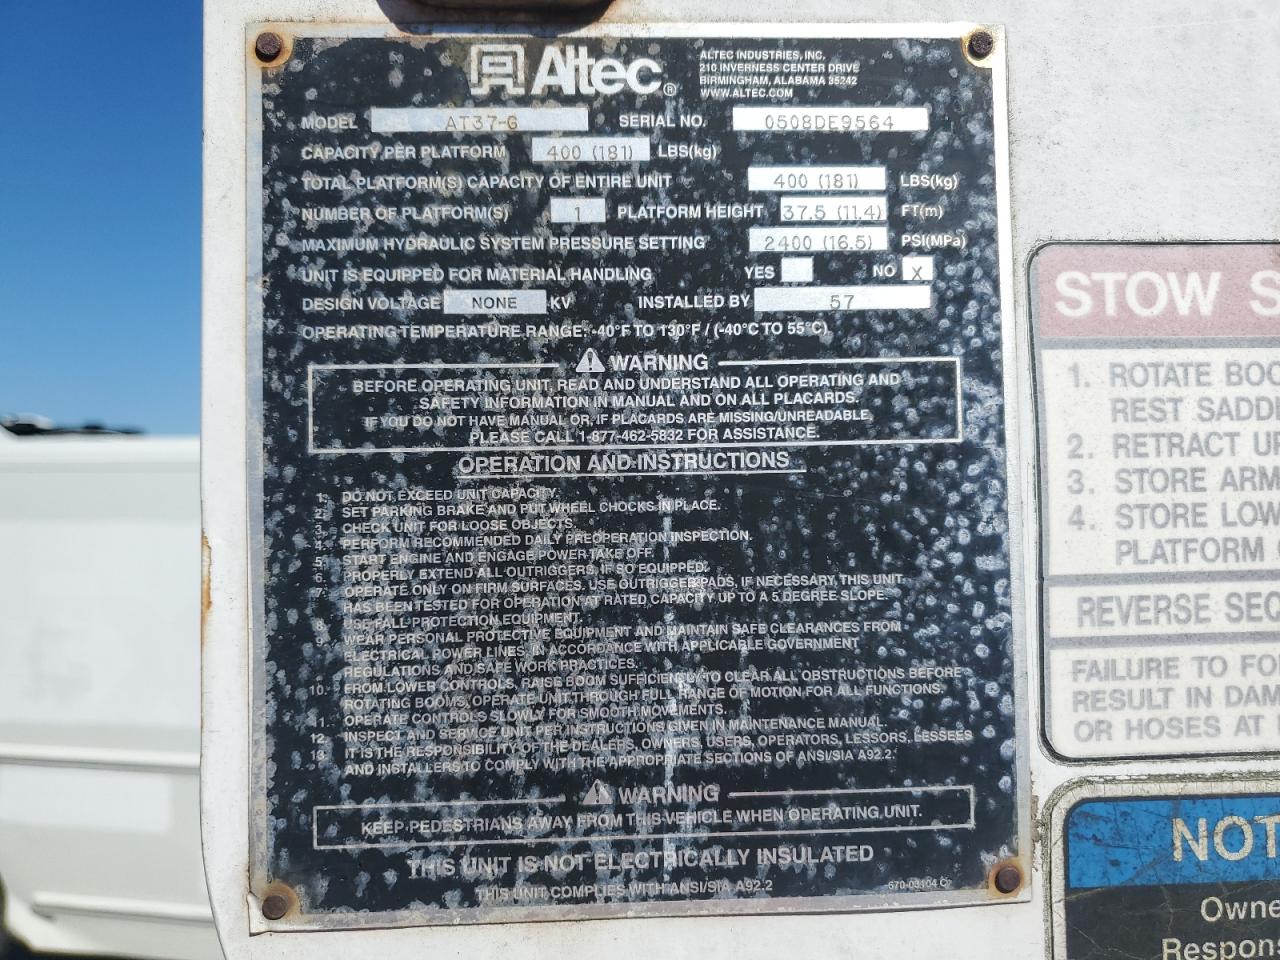 Altec®
ALTEC INDUSTRIES, INC.
210 INVERNESS CENTER DRIVE
BIRMINGHAM, ALABAMA 35242
WWW.ALTEC.COM
MODEL AT37-G SERIAL NO. 0508DE9564
CAPACITY PER PLATFORM 400 (181) LBS(kg)
TOTAL PLATFORM(S) CAPACITY OF ENTIRE UNIT 400 (181) LBS(kg)
NUMBER OF PLATFORM(S) 1 PLATFORM HEIGHT 37.5 (11.4) FT(m)
MAXIMUM HYDRAULIC SYSTEM PRESSURE SETTING 2400 (16.5) PSI(MPa)
UNIT IS EQUIPPED FOR MATERIAL HANDLING YES NO X
DESIGN VOLTAGE NONE KV INSTALLED BY 57
OPERATING TEMPERATURE RANGE: -40°F TO 130°F / (-40°C TO 55°C)
WARNING
BEFORE OPERATING UNIT, READ AND UNDERSTAND ALL OPERATING AND
SAFETY INFORMATION IN MANUAL AND ON ALL PLACARDS.
IF YOU DO NOT HAVE MANUAL OR, IF PLACARDS ARE MISSING/UNREADABLE,
PLEASE CALL 1-877-462-5832 FOR ASSISTANCE.
OPERATION AND INSTRUCTIONS
1. DO NOT EXCEED UNIT CAPACITY.
2. SET PARKING BRAKE AND PUT WHEEL CHOCKS IN PLACE.
3. CHECK UNIT FOR LOOSE OBJECTS.
4. PERFORM RECOMMENDED DAILY PREOPERATION INSPECTION.
5. START ENGINE AND ENGAGE POWER TAKE OFF.
6. PROPERLY EXTEND ALL OUTRIGGERS, IF SO EQUIPPED.
7. OPERATE ONLY ON FIRM SURFACES. USE OUTRIGGER PADS, IF NECESSARY. THIS UNIT
HAS BEEN TESTED FOR OPERATION AT RATED CAPACITY UP TO A 5 DEGREE SLOPE.
8. USE FALL PROTECTION EQUIPMENT.
9. WEAR PERSONAL PROTECTIVE EQUIPMENT AND MAINTAIN SAFE CLEARANCES FROM
ELECTRICAL POWER LINES, IN ACCORDANCE WITH APPLICABLE GOVERNMENT
REGULATIONS AND SAFE WORK PRACTICES.
10. FROM LOWER CONTROLS, RAISE BOOM SUFFICIENTLY TO CLEAR ALL OBSTRUCTIONS BEFORE
ROTATING BOOMS, OPERATE UNIT THROUGH FULL RANGE OF MOTION FOR ALL FUNCTIONS.
11. OPERATE CONTROLS SLOWLY FOR SMOOTH MOVEMENTS.
12. INSPECT AND SERVICE UNIT PER INSTRUCTIONS GIVEN IN MAINTENANCE MANUAL.
13. IT IS THE RESPONSIBILITY OF THE DEALERS, OWNERS, USERS, OPERATORS, LESSORS, LESSEES
AND INSTALLERS TO COMPLY WITH THE APPROPRIATE SECTIONS OF ANSI/SIA A92.2.
WARNING
KEEP PEDESTRIANS AWAY FROM THIS VEHICLE WHEN OPERATING UNIT.
THIS UNIT IS NOT ELECTRICALLY INSULATED
THIS UNIT COMPLIES WITH ANSI/SIA A92.2
STOW S
1. ROTATE BOO
REST SADD
2. RETRACT U
3. STORE ARM
4. STORE LOW
PLATFORM
REVERSE SEQ
FAILURE TO FO
RESULT IN DAM
OR HOSES AT
NOT
Owne
Respons